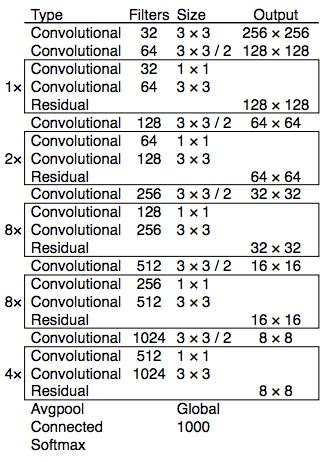 Type Filters Size Output
Convolutional 32 3 × 3 256 × 256
Convolutional 64 3 × 3 / 2 128 × 128
Convolutional 32 1 × 1
1× Convolutional 64 3 × 3
Residual 128 × 128
Convolutional 128 3 × 3 / 2 64 × 64
Convolutional 64 1 × 1
2× Convolutional 128 3 × 3
Residual 64 × 64
Convolutional 256 3 × 3 / 2 32 × 32
Convolutional 128 1 × 1
8× Convolutional 256 3 × 3
Residual 32 × 32
Convolutional 512 3 × 3 / 2 16 × 16
Convolutional 256 1 × 1
8× Convolutional 512 3 × 3
Residual 16 × 16
Convolutional 1024 3 × 3 / 2 8 × 8
Convolutional 512 1 × 1
4× Convolutional 1024 3 × 3
Residual 8 × 8
Avgpool Global
Connected 1000
Softmax